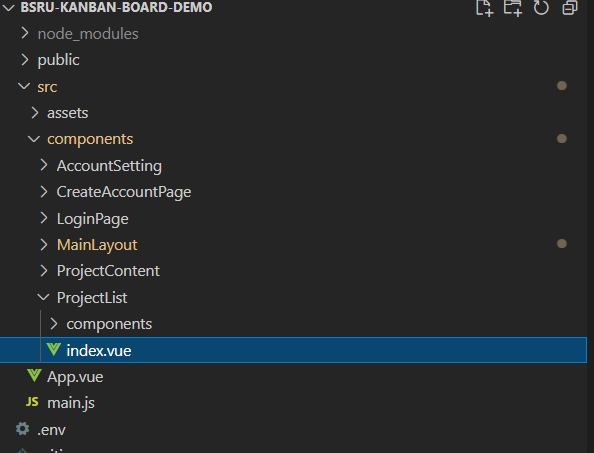 BSRU-KANBAN-BOARD-DEMO
node_modules
public
src
assets
components
AccountSetting
CreateAccountPage
LoginPage
MainLayout
ProjectContent
ProjectList
components
index.vue
App.vue
JS main.js
.env